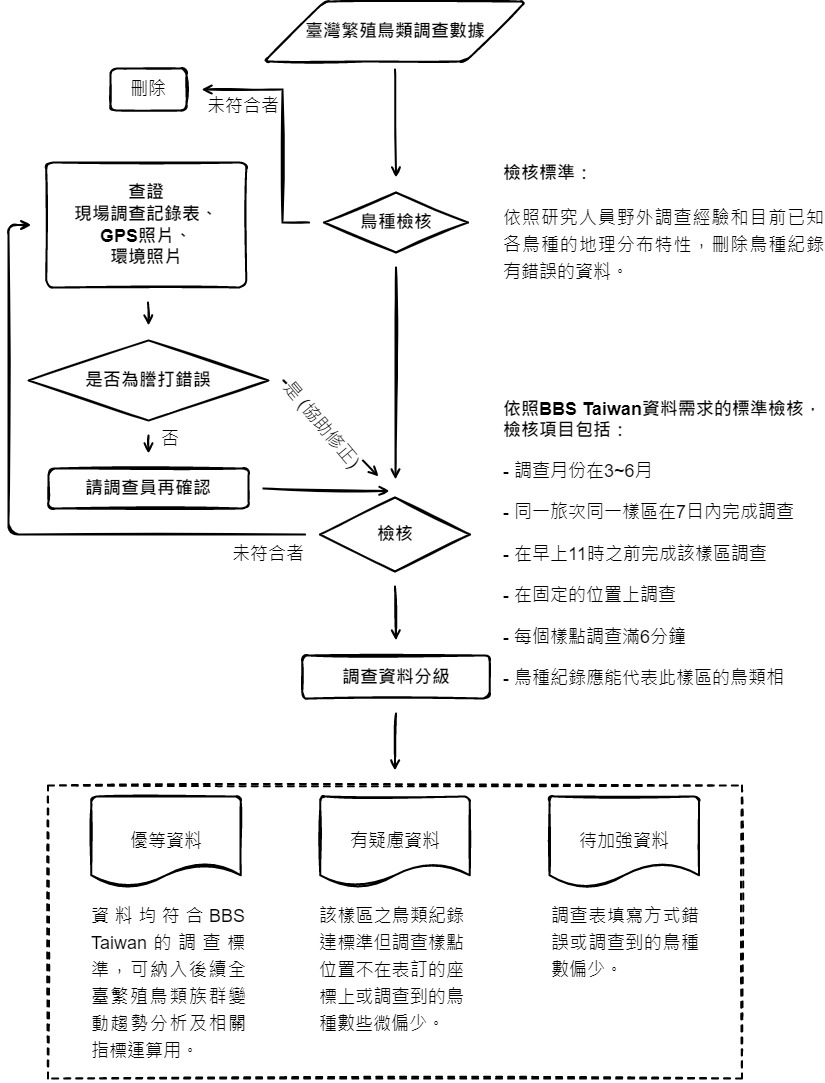 臺灣繁殖鳥類調查數據
刪除
未符合者
鳥種檢核
檢核標準：
依照研究人員野外調查經驗和目前已知
各鳥種的地理分布特性，刪除鳥種紀錄
有錯誤的資料。
查證
現場調查記錄表、
GPS照片、
環境照片
是否為謄打錯誤
是 (協助修正)
否
請調查員再確認
檢核
未符合者
依照BBS Taiwan資料需求的標準檢核，
檢核項目包括：
- 調查月份在3~6月
- 同一旅次同一樣區在7日內完成調查
- 在早上11時之前完成該樣區調查
- 在固定的位置上調查
- 每個樣點調查滿6分鐘
- 鳥種紀錄應能代表此樣區的鳥類相
調查資料分級
優等資料
資料均符合BBS
Taiwan的調查標
準，可納入後續全
臺繁殖鳥類族群變
動趨勢分析及相關
指標運算用。
有疑慮資料
該樣區之鳥類紀錄
達標準但調查樣點
位置不在表訂的座
標上或調查到的鳥
種數些微偏少。
待加強資料
調查表填寫方式錯
誤或調查到的鳥種
數偏少。